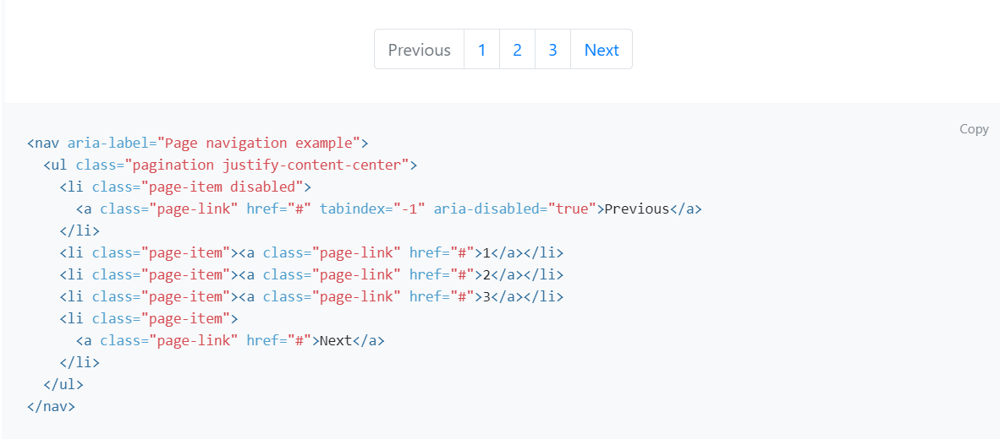 Previous 1 2 3 Next
Copy
<nav aria-label="Page navigation example">
  <ul class="pagination justify-content-center">
    <li class="page-item disabled">
      <a class="page-link" href="#" tabindex="-1" aria-disabled="true">Previous</a>
    </li>
    <li class="page-item"><a class="page-link" href="#">1</a></li>
    <li class="page-item"><a class="page-link" href="#">2</a></li>
    <li class="page-item"><a class="page-link" href="#">3</a></li>
    <li class="page-item">
      <a class="page-link" href="#">Next</a>
    </li>
  </ul>
</nav>